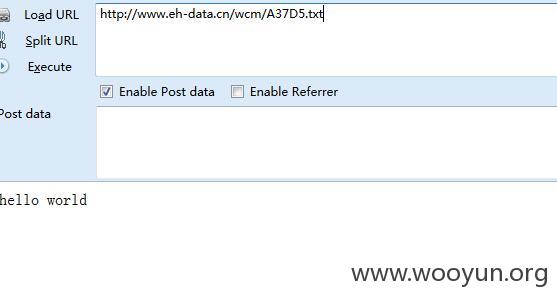 Load URL
http://www.eh-data.cn/wcm/A37D5.txt
Split URL
Execute
Enable Post data
Enable Referrer
Post data
hello world
www.wooyun.org